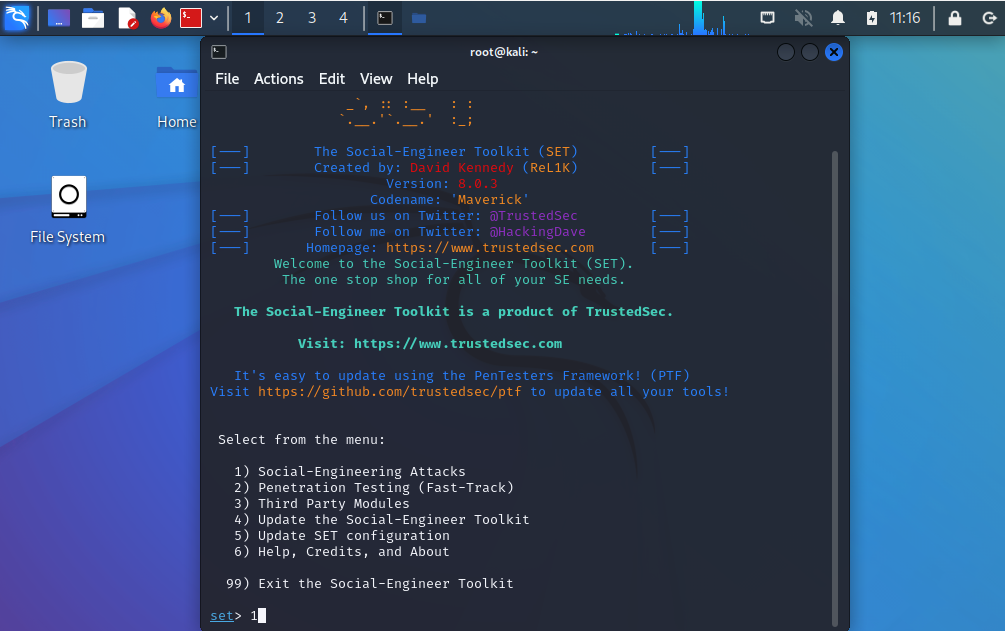 1 2 3 4 11:16
Trash
Home
File System
root@kali: ~
File Actions Edit View Help
_`, :: :__ : :
`.__.'`.__.' :_;
[---] The Social-Engineer Toolkit (SET) [---]
[---] Created by: David Kennedy (ReL1K) [---]
Version: 8.0.3
Codename: 'Maverick'
[---] Follow us on Twitter: @TrustedSec [---]
[---] Follow me on Twitter: @HackingDave [---]
[---] Homepage: https://www.trustedsec.com [---]
Welcome to the Social-Engineer Toolkit (SET).
The one stop shop for all of your SE needs.
The Social-Engineer Toolkit is a product of TrustedSec.
Visit: https://www.trustedsec.com
It's easy to update using the PenTesters Framework! (PTF)
Visit https://github.com/trustedsec/ptf to update all your tools!
Select from the menu:
1) Social-Engineering Attacks
2) Penetration Testing (Fast-Track)
3) Third Party Modules
4) Update the Social-Engineer Toolkit
5) Update SET configuration
6) Help, Credits, and About
99) Exit the Social-Engineer Toolkit
set> 1